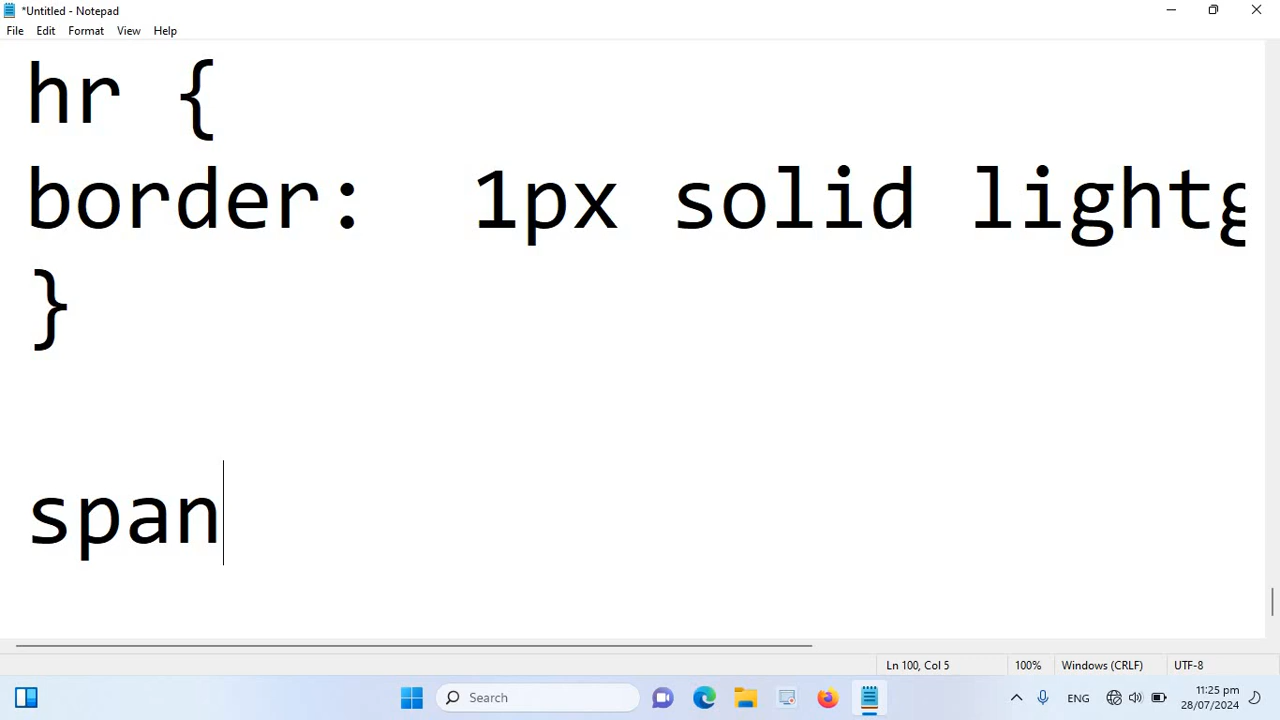 *Untitled - Notepad
File Edit Format View Help
hr {
border:  1px solid lightg
}
span
Ln 100, Col 5 100% Windows (CRLF) UTF-8
Search
ENG
11:25 pm
28/07/2024